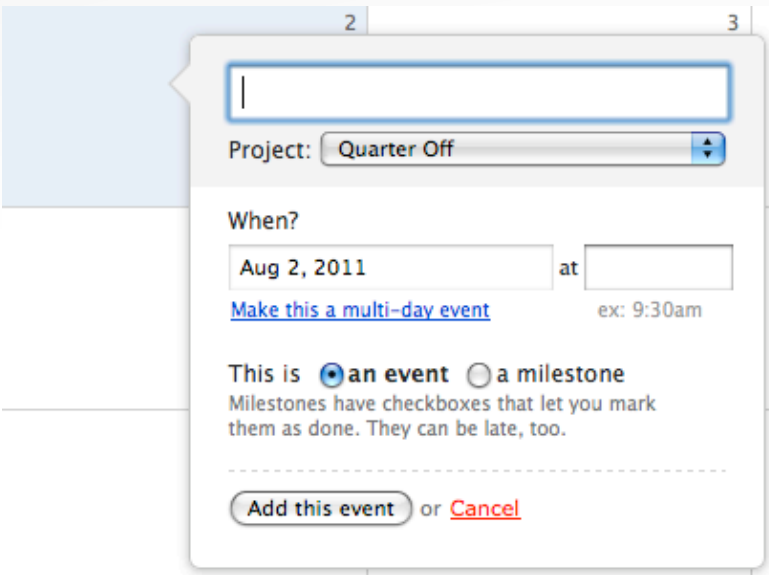 2
3
Project: Quarter Off
When?
Aug 2, 2011 at
Make this a multi-day event ex: 9:30am
This is an event a milestone
Milestones have checkboxes that let you mark
them as done. They can be late, too.
Add this event or Cancel